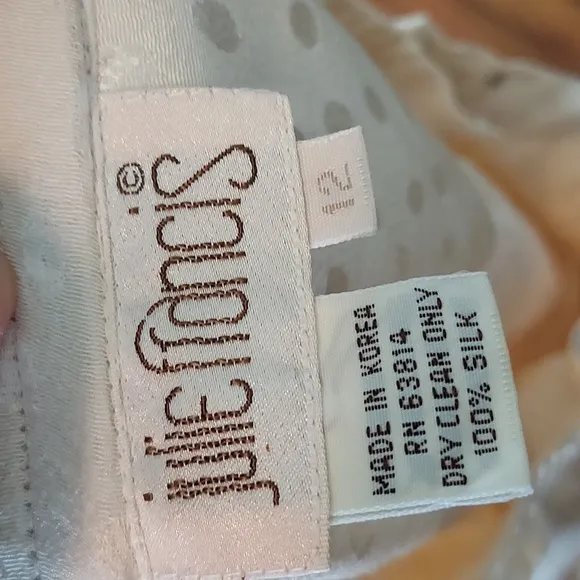 julie francis ©
12
MADE IN KOREA
RN 63814
DRY CLEAN ONLY
100% SILK